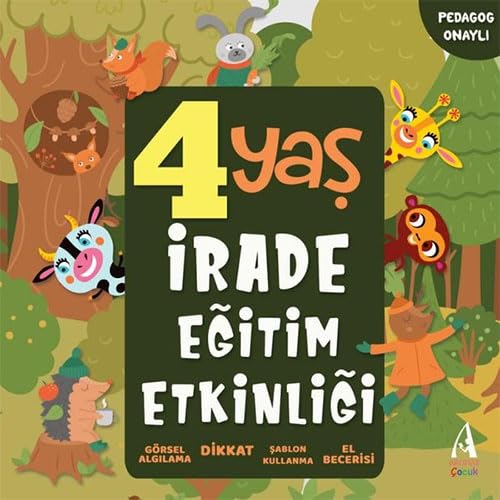 PEDAGOG
ONAYLI
4 yaş
İRADE
EĞİTİM
ETKİNLİĞİ
GÖRSEL
ALGILAMA
DİKKAT
ŞABLON
KULLANMA
EL
BECERİSİ
Çocuk